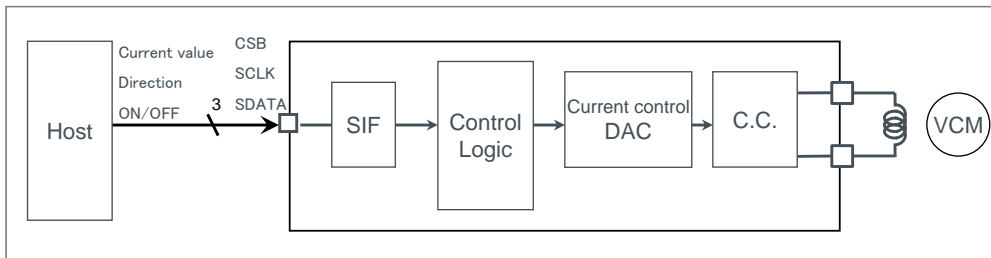 Host
Current value
Direction
ON/OFF
3
CSB
SCLK
SDATA
SIF
Control
Logic
Current control
DAC
C.C.
VCM